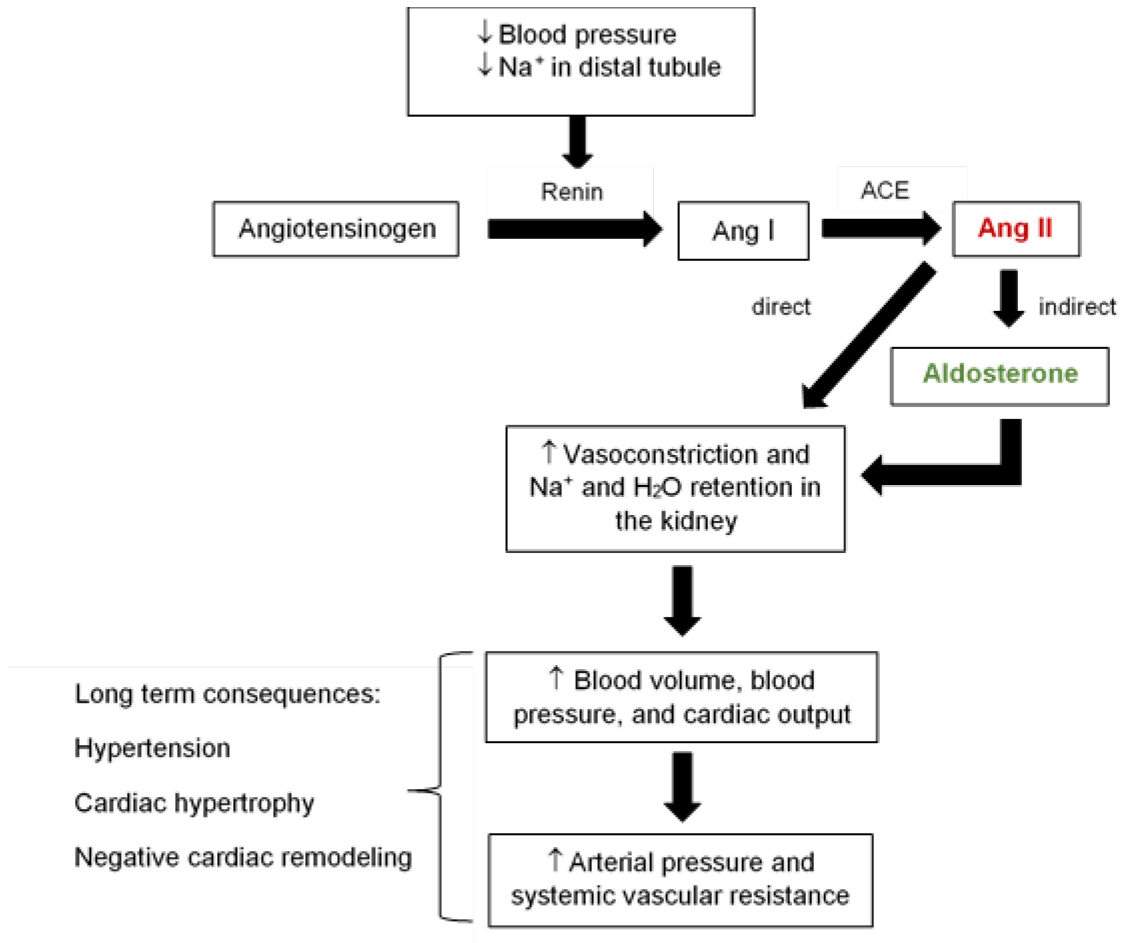 ↓ Blood pressure
↓ Na⁺ in distal tubule
Renin
ACE
Angiotensinogen
Ang I
Ang II
direct
indirect
Aldosterone
↑ Vasoconstriction and
Na⁺ and H₂O retention in
the kidney
↑ Blood volume, blood
pressure, and cardiac output
Long term consequences:
Hypertension
Cardiac hypertrophy
Negative cardiac remodeling
↑ Arterial pressure and
systemic vascular resistance